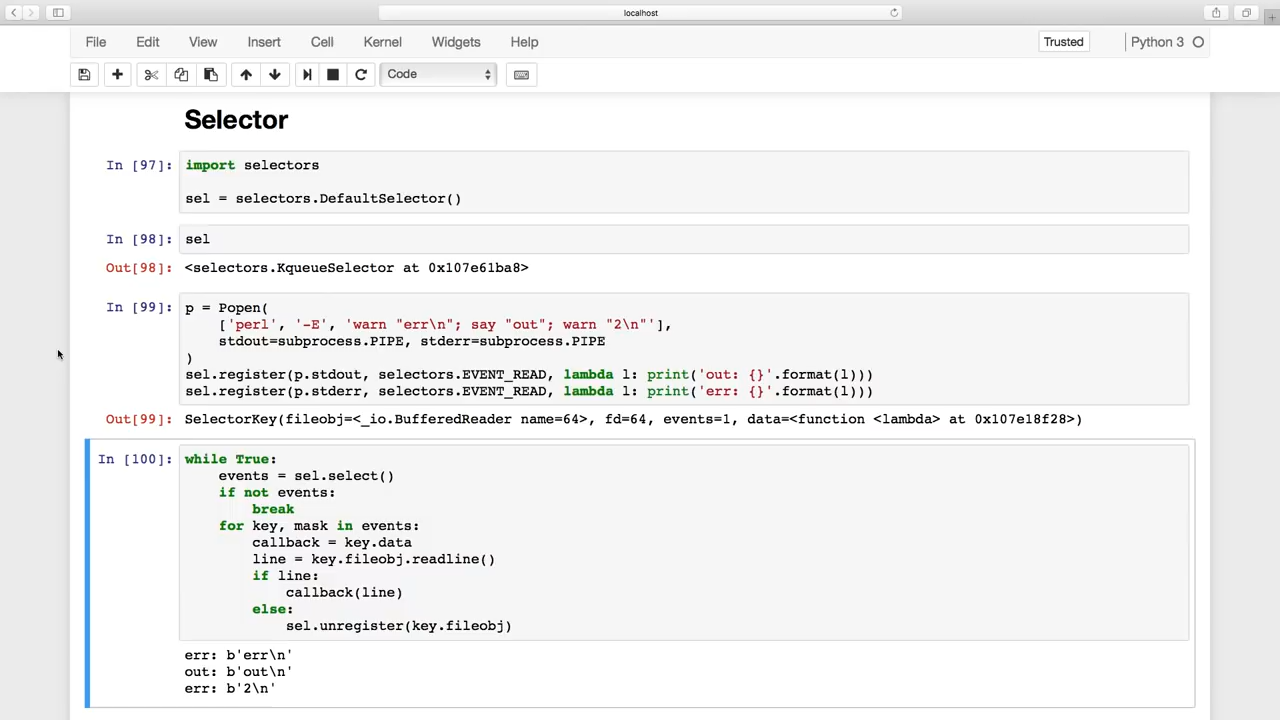 localhost
File Edit View Insert Cell Kernel Widgets Help Trusted Python 3
Code
Selector
In [97]: import selectors
sel = selectors.DefaultSelector()
In [98]: sel
Out[98]: <selectors.KqueueSelector at 0x107e61ba8>
In [99]: p = Popen(
['perl', '-E', 'warn "err\n"; say "out"; warn "2\n"'],
stdout=subprocess.PIPE, stderr=subprocess.PIPE
)
sel.register(p.stdout, selectors.EVENT_READ, lambda l: print('out: {}'.format(l)))
sel.register(p.stderr, selectors.EVENT_READ, lambda l: print('err: {}'.format(l)))
Out[99]: SelectorKey(fileobj=<_io.BufferedReader name=64>, fd=64, events=1, data=<function <lambda> at 0x107e18f28>)
In [100]: while True:
events = sel.select()
if not events:
break
for key, mask in events:
callback = key.data
line = key.fileobj.readline()
if line:
callback(line)
else:
sel.unregister(key.fileobj)
err: b'err\n'
out: b'out\n'
err: b'2\n'